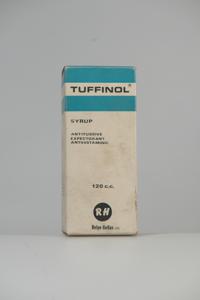 TUFFINOL®
SYRUP
ANTITUSSIVE
EXPECTORANT
ANTIHISTAMINIC
120 c.c.
RH